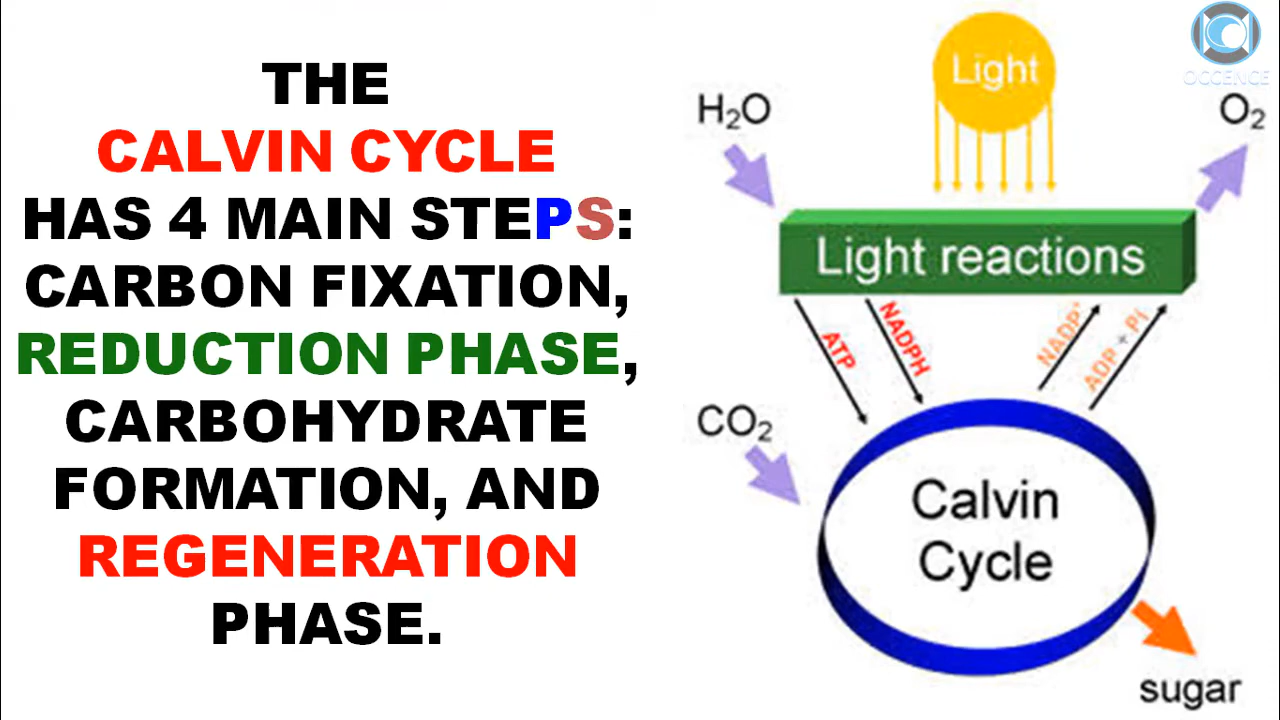 THE
CALVIN CYCLE
HAS 4 MAIN STEPS:
CARBON FIXATION,
REDUCTION PHASE,
CARBOHYDRATE
FORMATION, AND
REGENERATION
PHASE.
OCCENCE
Light
H₂O
O₂
Light reactions
ATP
NADPH
NADP⁺
ADP + Pi
CO₂
Calvin
Cycle
sugar